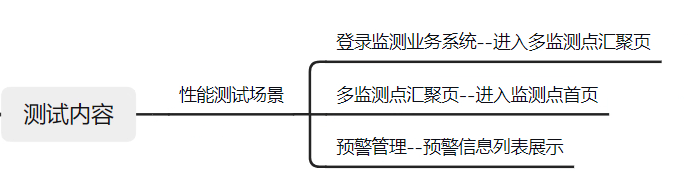 登录监测业务系统--进入多监测点汇聚页
测试内容
性能测试场景
多监测点汇聚页--进入监测点首页
预警管理--预警信息列表展示